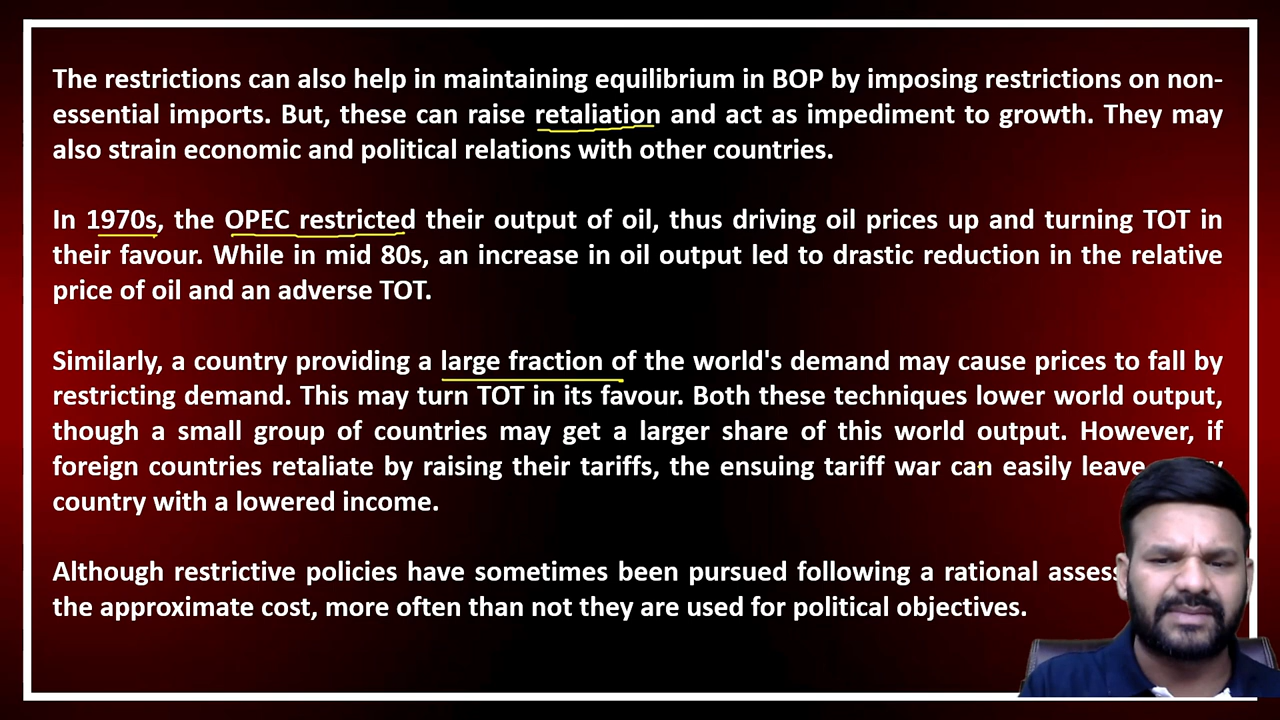 The restrictions can also help in maintaining equilibrium in BOP by imposing restrictions on non-
essential imports. But, these can raise retaliation and act as impediment to growth. They may
also strain economic and political relations with other countries.
In 1970s, the OPEC restricted their output of oil, thus driving oil prices up and turning TOT in
their favour. While in mid 80s, an increase in oil output led to drastic reduction in the relative
price of oil and an adverse TOT.
Similarly, a country providing a large fraction of the world's demand may cause prices to fall by
restricting demand. This may turn TOT in its favour. Both these techniques lower world output,
though a small group of countries may get a larger share of this world output. However, if
foreign countries retaliate by raising their tariffs, the ensuing tariff war can easily leave
country with a lowered income.
Although restrictive policies have sometimes been pursued following a rational
the approximate cost, more often than not they are used for political objectives.